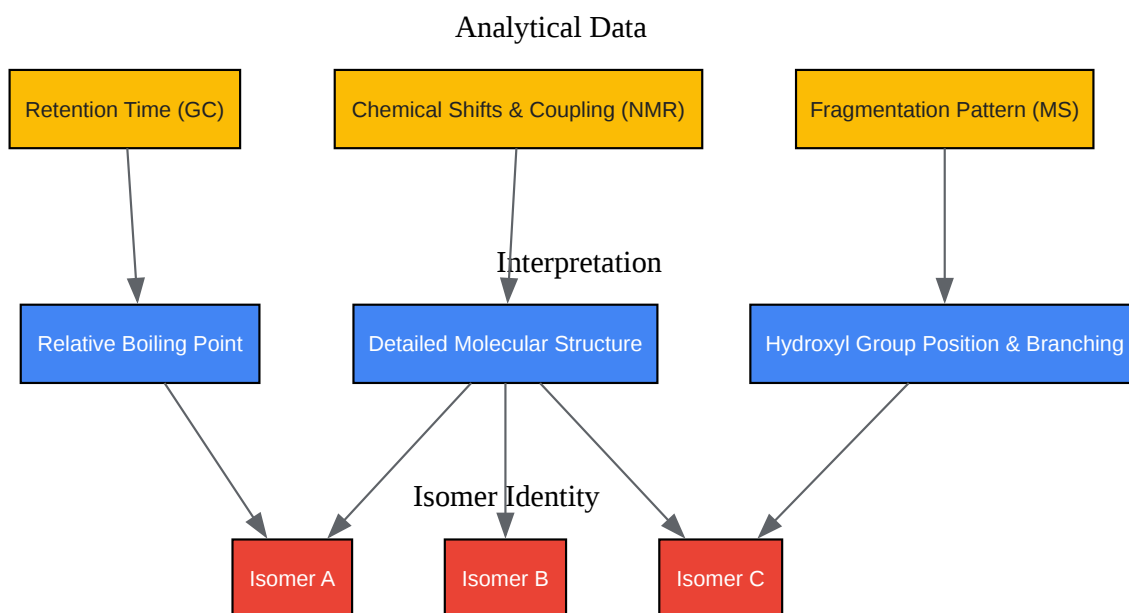 Analytical Data
Retention Time (GC)
Chemical Shifts & Coupling (NMR)
Fragmentation Pattern (MS)
Interpretation
Relative Boiling Point
Detailed Molecular Structure
Hydroxyl Group Position & Branching
Isomer Identity
Isomer A
Isomer B
Isomer C